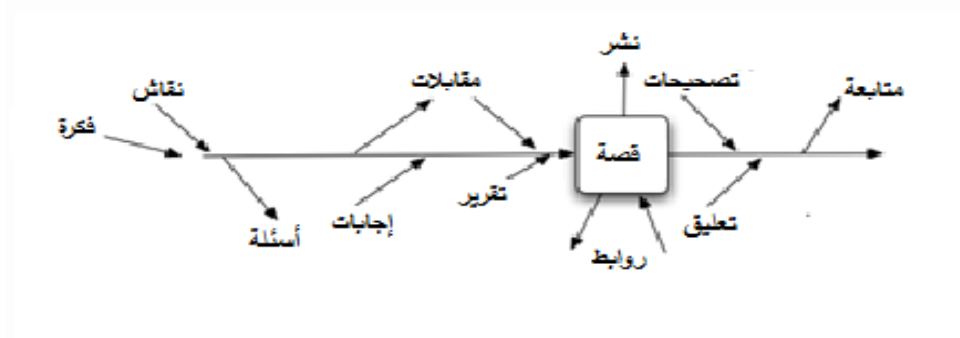 فكرة
نقاش
أسئلة
مقابلات
إجابات
تقرير
قصة
نشر
روابط
تصحيحات
تعليق
متابعة